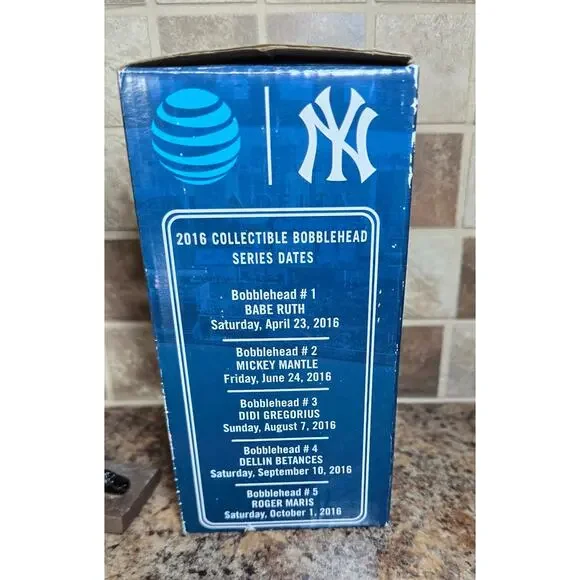 NY
2016 COLLECTIBLE BOBBLEHEAD
SERIES DATES
Bobblehead # 1
BABE RUTH
Saturday, April 23, 2016
Bobblehead # 2
MICKEY MANTLE
Friday, June 24, 2016
Bobblehead # 3
DIDI GREGORIUS
Sunday, August 7, 2016
Bobblehead # 4
DELLIN BETANCES
Saturday, September 10, 2016
Bobblehead # 5
ROGER MARIS
Saturday, October 1, 2016